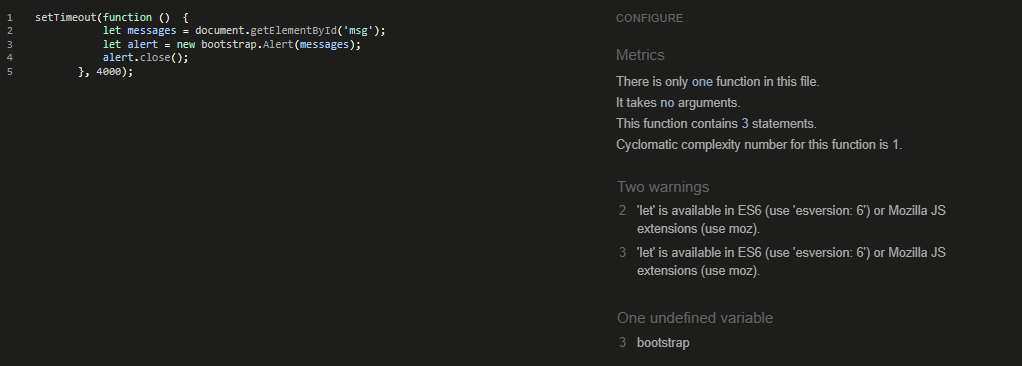 1 setTimeout(function () {
2 let messages = document.getElementById('msg');
3 let alert = new bootstrap.Alert(messages);
4 alert.close();
5 }, 4000);
CONFIGURE
Metrics
There is only one function in this file.
It takes no arguments.
This function contains 3 statements.
Cyclomatic complexity number for this function is 1.
Two warnings
2 'let' is available in ES6 (use 'esversion: 6') or Mozilla JS
extensions (use moz).
3 'let' is available in ES6 (use 'esversion: 6') or Mozilla JS
extensions (use moz).
One undefined variable
3 bootstrap